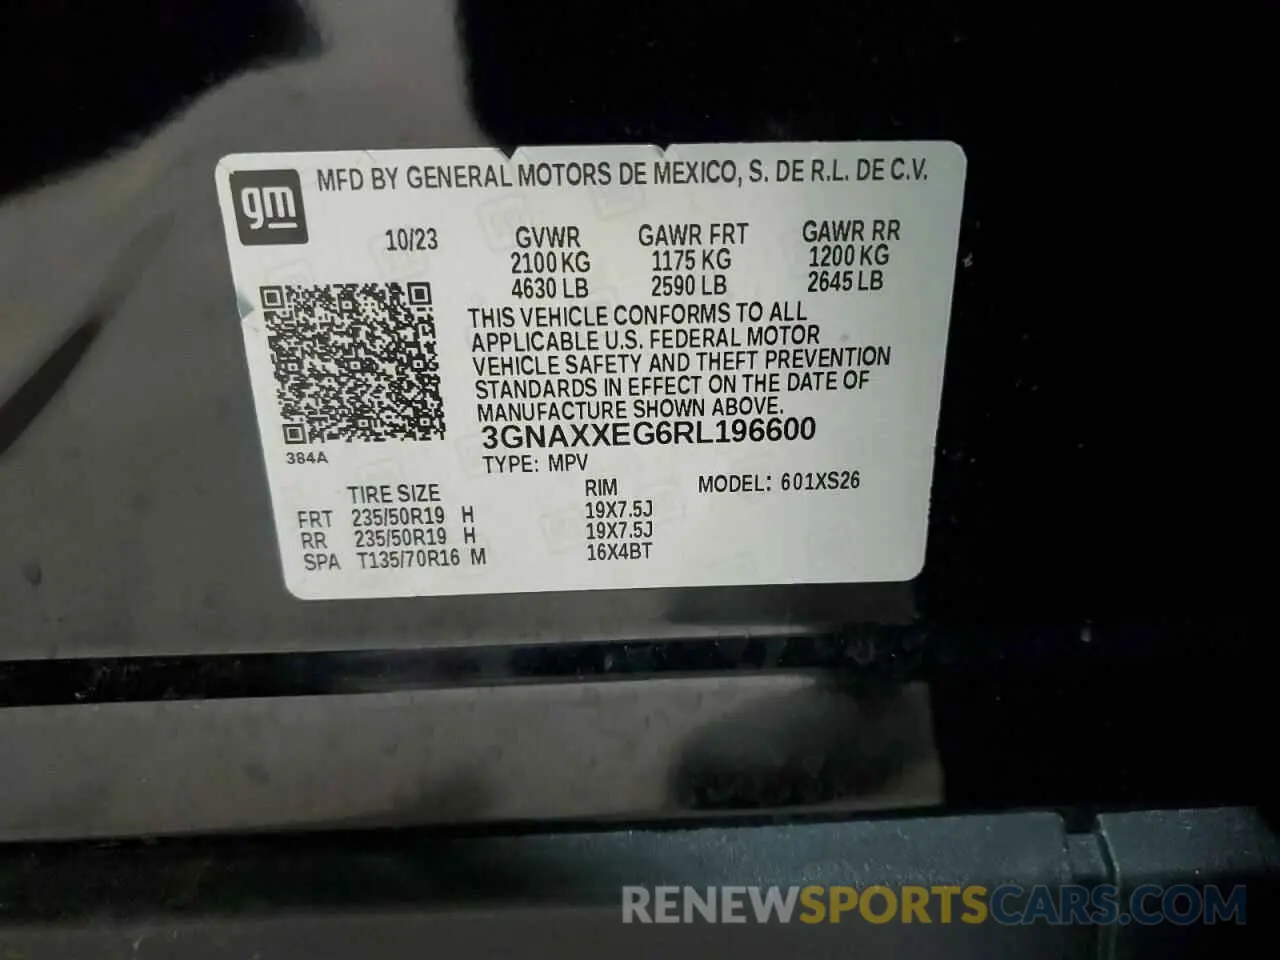 gm
MFD BY GENERAL MOTORS DE MEXICO, S. DE R.L. DE C.V.
10/23 GVWR GAWR FRT GAWR RR
2100 KG 1175 KG 1200 KG
4630 LB 2590 LB 2645 LB
THIS VEHICLE CONFORMS TO ALL
APPLICABLE U.S. FEDERAL MOTOR
VEHICLE SAFETY AND THEFT PREVENTION
STANDARDS IN EFFECT ON THE DATE OF
MANUFACTURE SHOWN ABOVE.
3GNAXXEG6RL196600
384A
TYPE: MPV
MODEL: 601XS26
TIRE SIZE RIM
FRT 235/50R19 H 19X7.5J
RR 235/50R19 H 19X7.5J
SPA T135/70R16 M 16X4BT
RENEWSPORTSCARS.COM